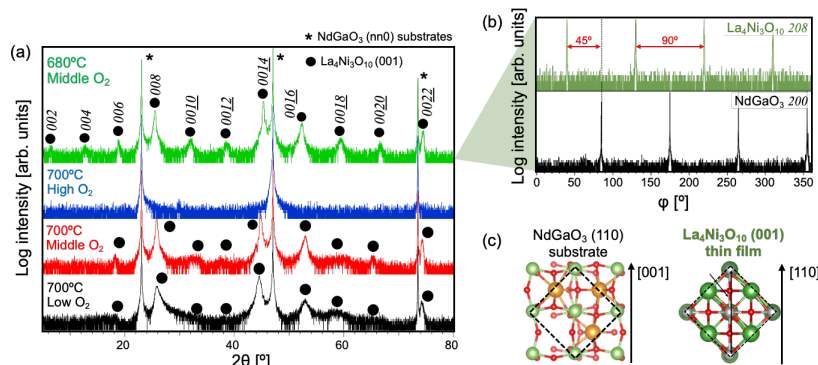 * NdGaO₃ (nn0) substrates
● La₄Ni₃O₁₀ (001)
(a)
Log intensity [arb. units]
680ºC
Middle O₂
002
004
006
008
0010
0012
0014
0016
0018
0020
0022
700ºC
High O₂
700ºC
Middle O₂
700ºC
Low O₂
20
40
60
80
2θ [º]
(b)
Log intensity [arb. units]
La₄Ni₃O₁₀ 208
45°
90°
NdGaO₃ 200
0
50
100
150
200
250
300
350
φ [º]
(c)
NdGaO₃ (110)
substrate
[001]
La₄Ni₃O₁₀ (001)
thin film
[110]